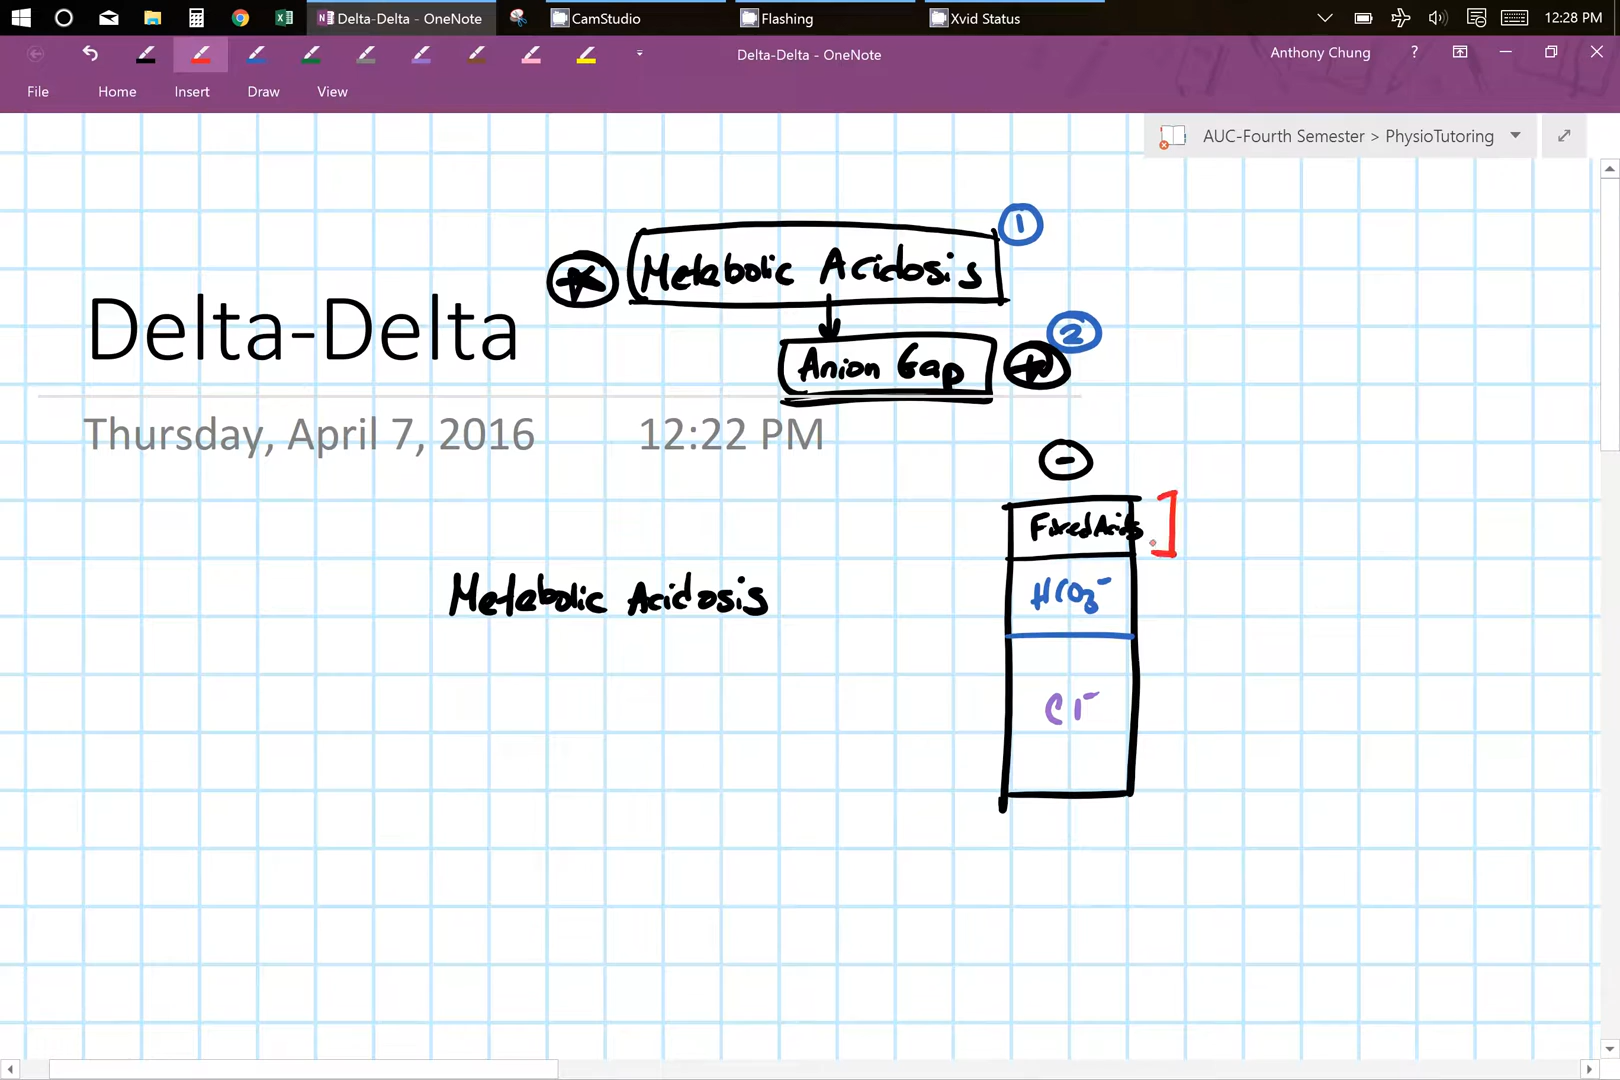 Delta-Delta - OneNote
CamStudio
Flashing
Xvid Status
12:28 PM
Delta-Delta - OneNote
Anthony Chung
?
File
Home
Insert
Draw
View
AUC-Fourth Semester > PhysioTutoring
Metabolic Acidosis
1
Delta-Delta
Anion Gap
2
Thursday, April 7, 2016
12:22 PM
-
Fixed Acids
Metabolic Acidosis
HCO3-
Cl-